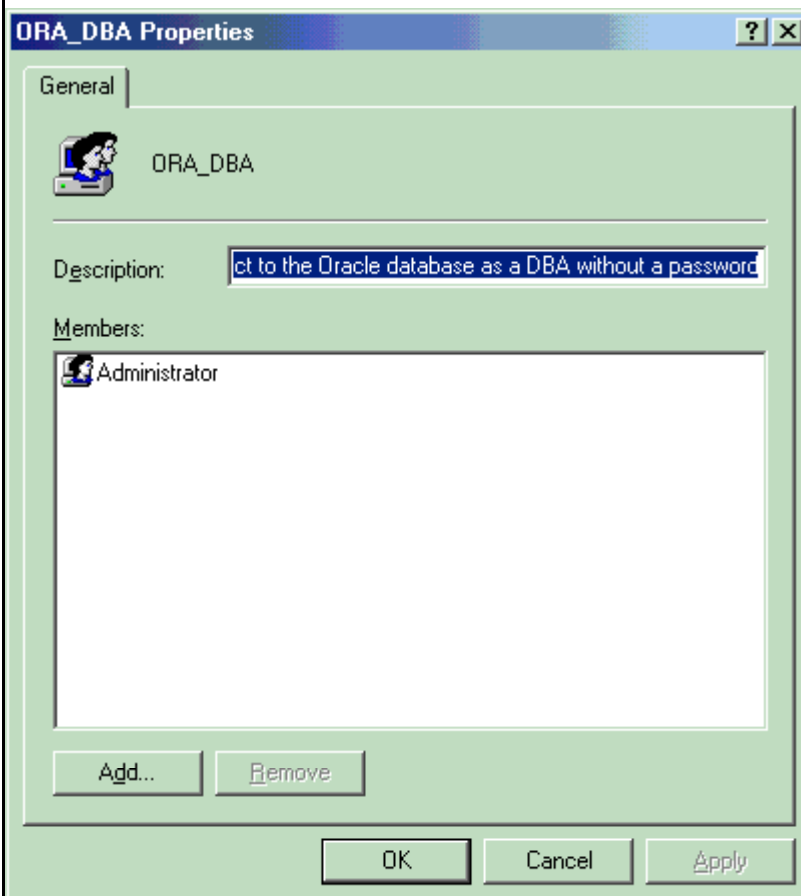 ORA_DBA Properties
General
ORA_DBA
Description: ct to the Oracle database as a DBA without a password
Members:
Administrator
Add... Remove
OK Cancel Apply